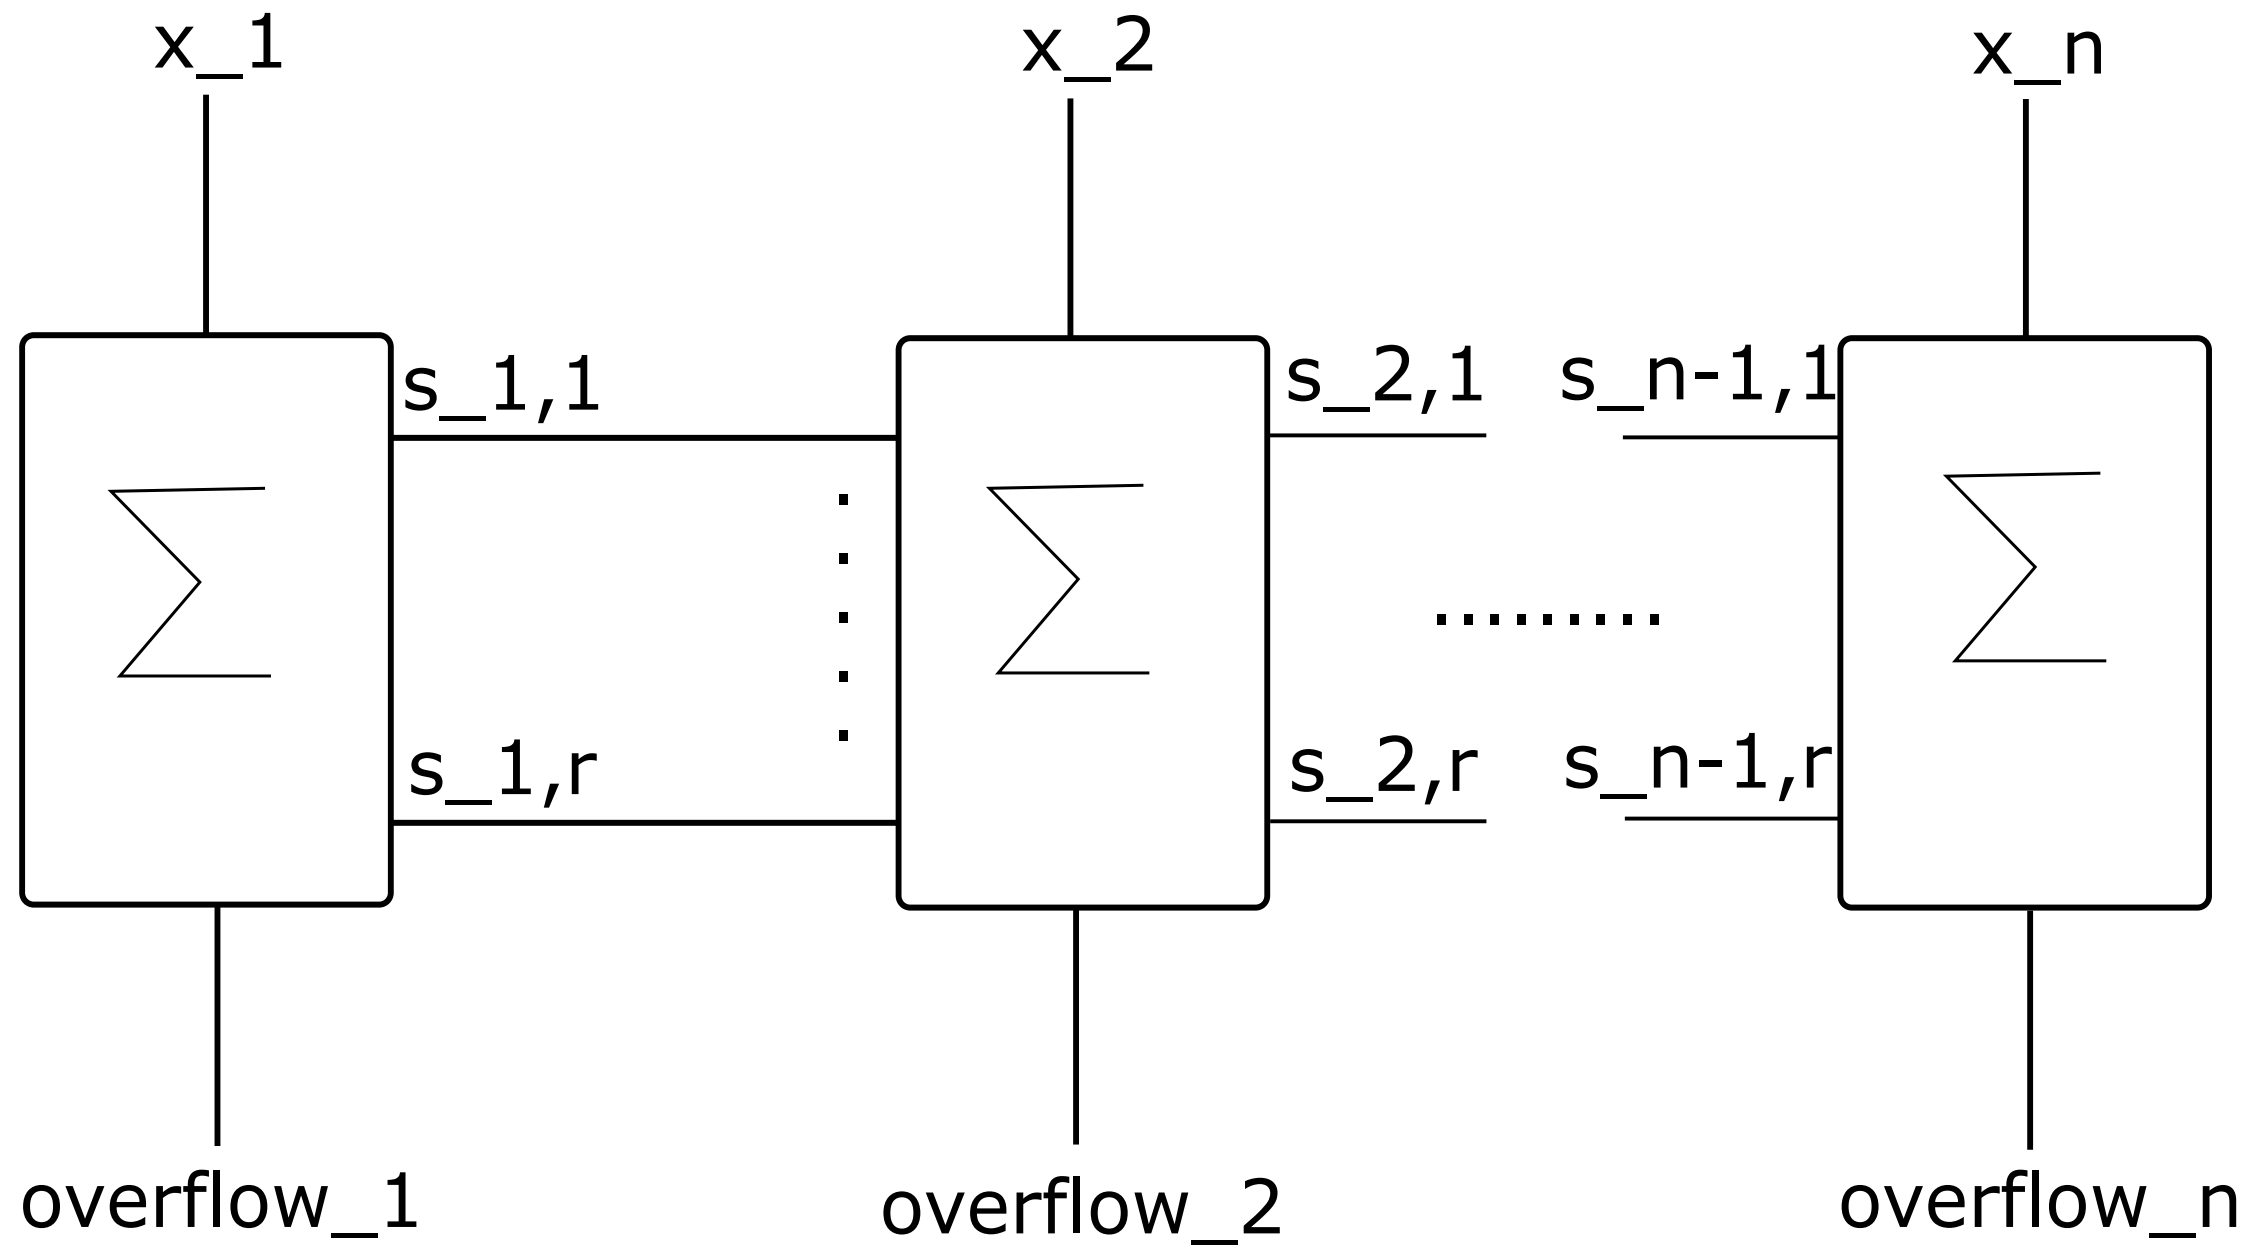 x_1
x_2
x_n
s_1,1
s_2,1
s_n-1,1
Σ
Σ
Σ
s_1,r
s_2,r
s_n-1,r
overflow_1
overflow_2
overflow_n